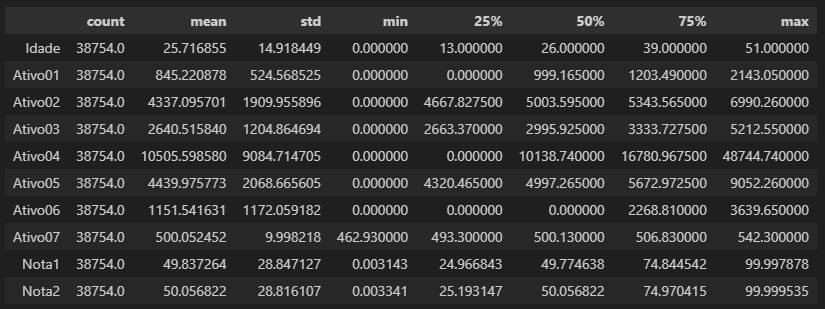 count mean std min 25% 50% 75% max
Idade 38754.0 25.716855 14.918449 0.000000 13.000000 26.000000 39.000000 51.000000
Ativo01 38754.0 845.220878 524.568525 0.000000 0.000000 999.165000 1203.490000 2143.050000
Ativo02 38754.0 4337.095701 1909.955896 0.000000 4667.827500 5003.595000 5343.565000 6990.260000
Ativo03 38754.0 2640.515840 1204.864694 0.000000 2663.370000 2995.925000 3333.727500 5212.550000
Ativo04 38754.0 10505.598580 9084.714705 0.000000 0.000000 10138.740000 16780.967500 48744.740000
Ativo05 38754.0 4439.975773 2068.665605 0.000000 4320.465000 4997.265000 5672.972500 9052.260000
Ativo06 38754.0 1151.541631 1172.059182 0.000000 0.000000 0.000000 2268.810000 3639.650000
Ativo07 38754.0 500.052452 9.998218 462.930000 493.300000 500.130000 506.830000 542.300000
Nota1 38754.0 49.837264 28.847127 0.003143 24.966843 49.774638 74.844542 99.997878
Nota2 38754.0 50.056822 28.816107 0.003341 25.193147 50.056822 74.970415 99.999535